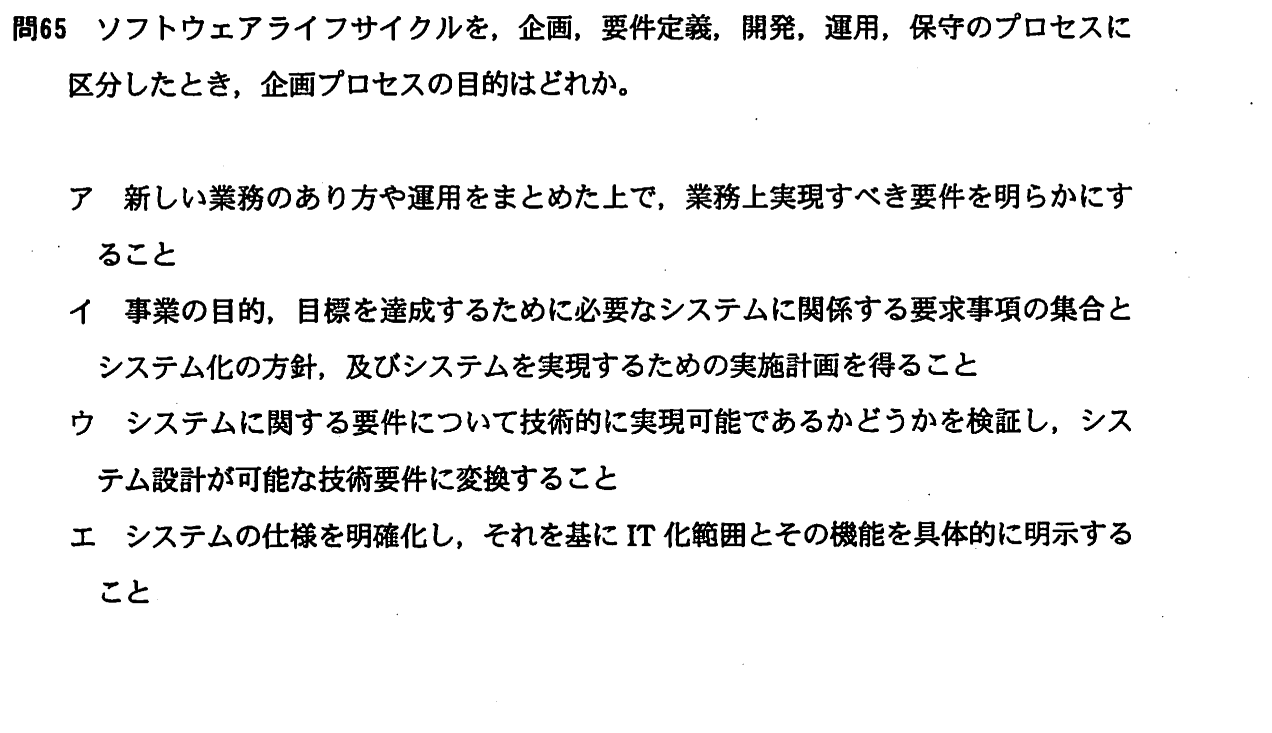 問65 ソフトウェアライフサイクルを，企画，要件定義，開発，運用，保守のプロセスに
区分したとき，企画プロセスの目的はどれか。
ア 新しい業務のあり方や運用をまとめた上で，業務上実現すべき要件を明らかにす
ること
イ 事業の目的，目標を達成するために必要なシステムに関係する要求事項の集合と
システム化の方針，及びシステムを実現するための実施計画を得ること
ウ システムに関する要件について技術的に実現可能であるかどうかを検証し，シス
テム設計が可能な技術要件に変換すること
エ システムの仕様を明確化し，それを基に IT 化範囲とその機能を具体的に明示する
こと